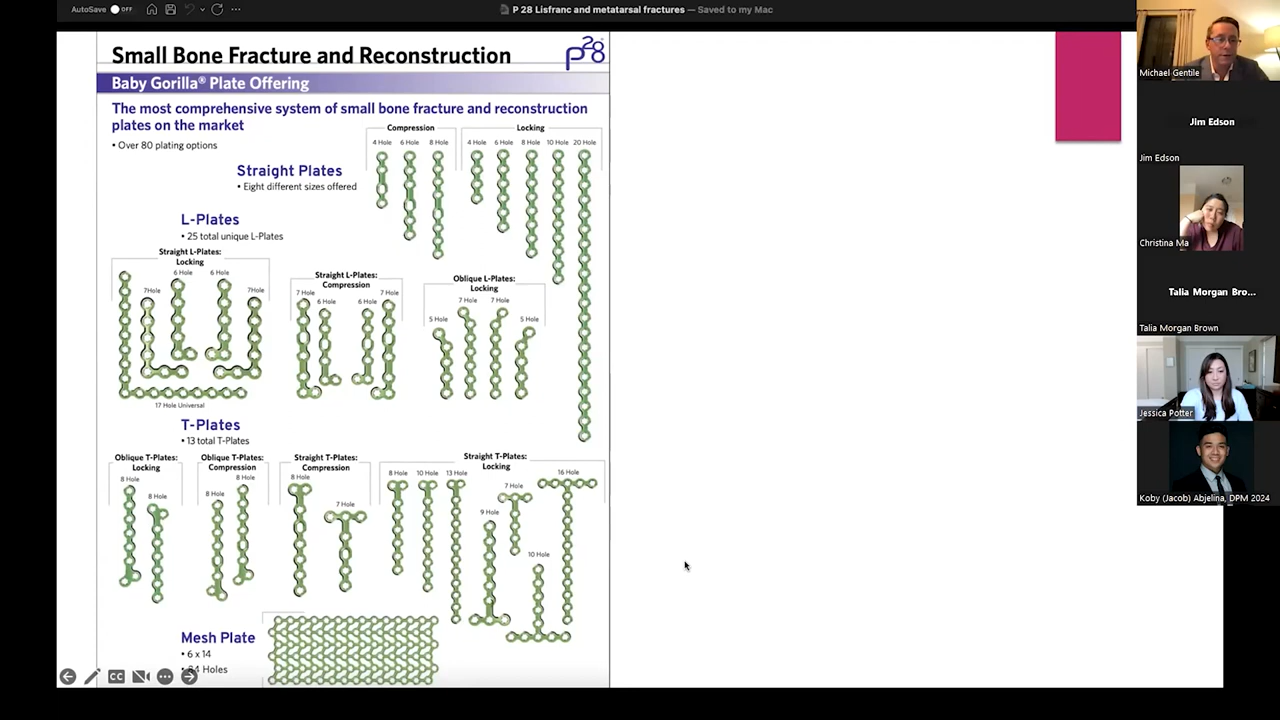 AutoSave OFF
P 28 Lisfranc and metatarsal fractures — Saved to my Mac
Small Bone Fracture and Reconstruction
P28
Baby Gorilla® Plate Offering
The most comprehensive system of small bone fracture and reconstruction
plates on the market
• Over 80 plating options
Compression
Locking
4 Hole 6 Hole 8 Hole
4 Hole 6 Hole 8 Hole 10 Hole 20 Hole
Straight Plates
• Eight different sizes offered
L-Plates
• 25 total unique L-Plates
Straight L-Plates:
Locking
7Hole 6 Hole 6 Hole 7Hole
17 Hole Universal
Straight L-Plates:
Compression
7 Hole 6 Hole 6 Hole 7 Hole
Oblique L-Plates:
Locking
5 Hole 7 Hole 7 Hole 5 Hole
T-Plates
• 13 total T-Plates
Oblique T-Plates:
Locking
8 Hole 8 Hole
Oblique T-Plates:
Compression
8 Hole 8 Hole
Straight T-Plates:
Compression
8 Hole 7 Hole
Straight T-Plates:
Locking
8 Hole 10 Hole 13 Hole 9 Hole 7 Hole 10 Hole 16 Hole
Mesh Plate
• 6 x 14
Holes
CC
Michael Gentile
Jim Edson
Jim Edson
Christina Ma
Talia Morgan Bro...
Talia Morgan Brown
Jessica Potter
Koby (Jacob) Abjelina, DPM 2024